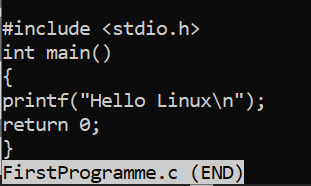 #include <stdio.h>
int main()
{
printf("Hello Linux\n");
return 0;
}
FirstProgramme.c (END)